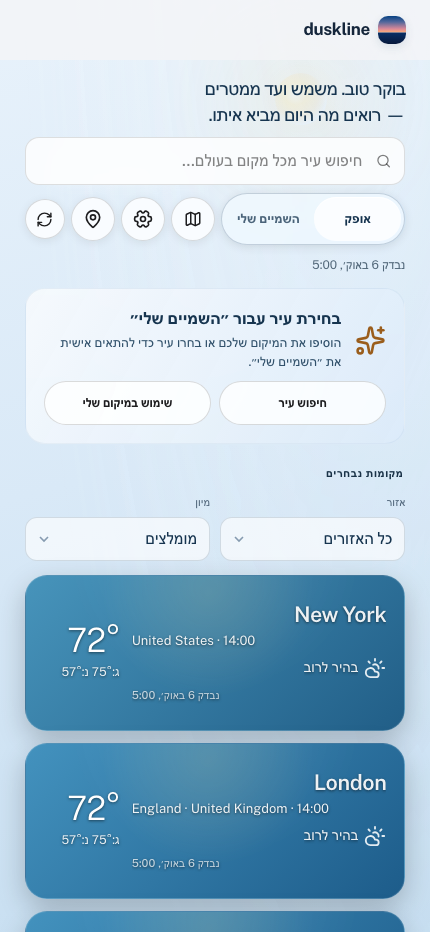 duskline
בוקר טוב. משמש ועד ממטרים
— רואים מה היום מביא איתו.
חיפוש עיר מכל מקום בעולם...
אופק
השמיים שלי
נבדק 6 באוק׳, 5:00
בחירת עיר עבור ״השמיים שלי״
הוסיפו את המיקום שלכם או בחרו עיר כדי להתאים אישית
את ״השמיים שלי״.
חיפוש עיר
שימוש במיקום שלי
מקומות נבחרים
אזור
מיון
כל האזורים
מומלצים
New York
United States · 14:00
72°
בהיר לרוב
ג:75° נ:57°
נבדק 6 באוק׳, 5:00
London
England · United Kingdom · 14:00
72°
בהיר לרוב
ג:75° נ:57°
נבדק 6 באוק׳, 5:00